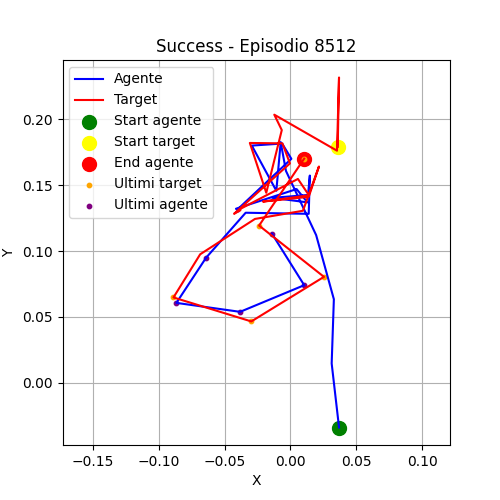 Success - Episodio 8512
Agente
Target
Start agente
Start target
End agente
Ultimi target
Ultimi agente
0.20
0.15
0.10
0.05
0.00
Y
−0.15
−0.10
−0.05
0.00
0.05
0.10
X